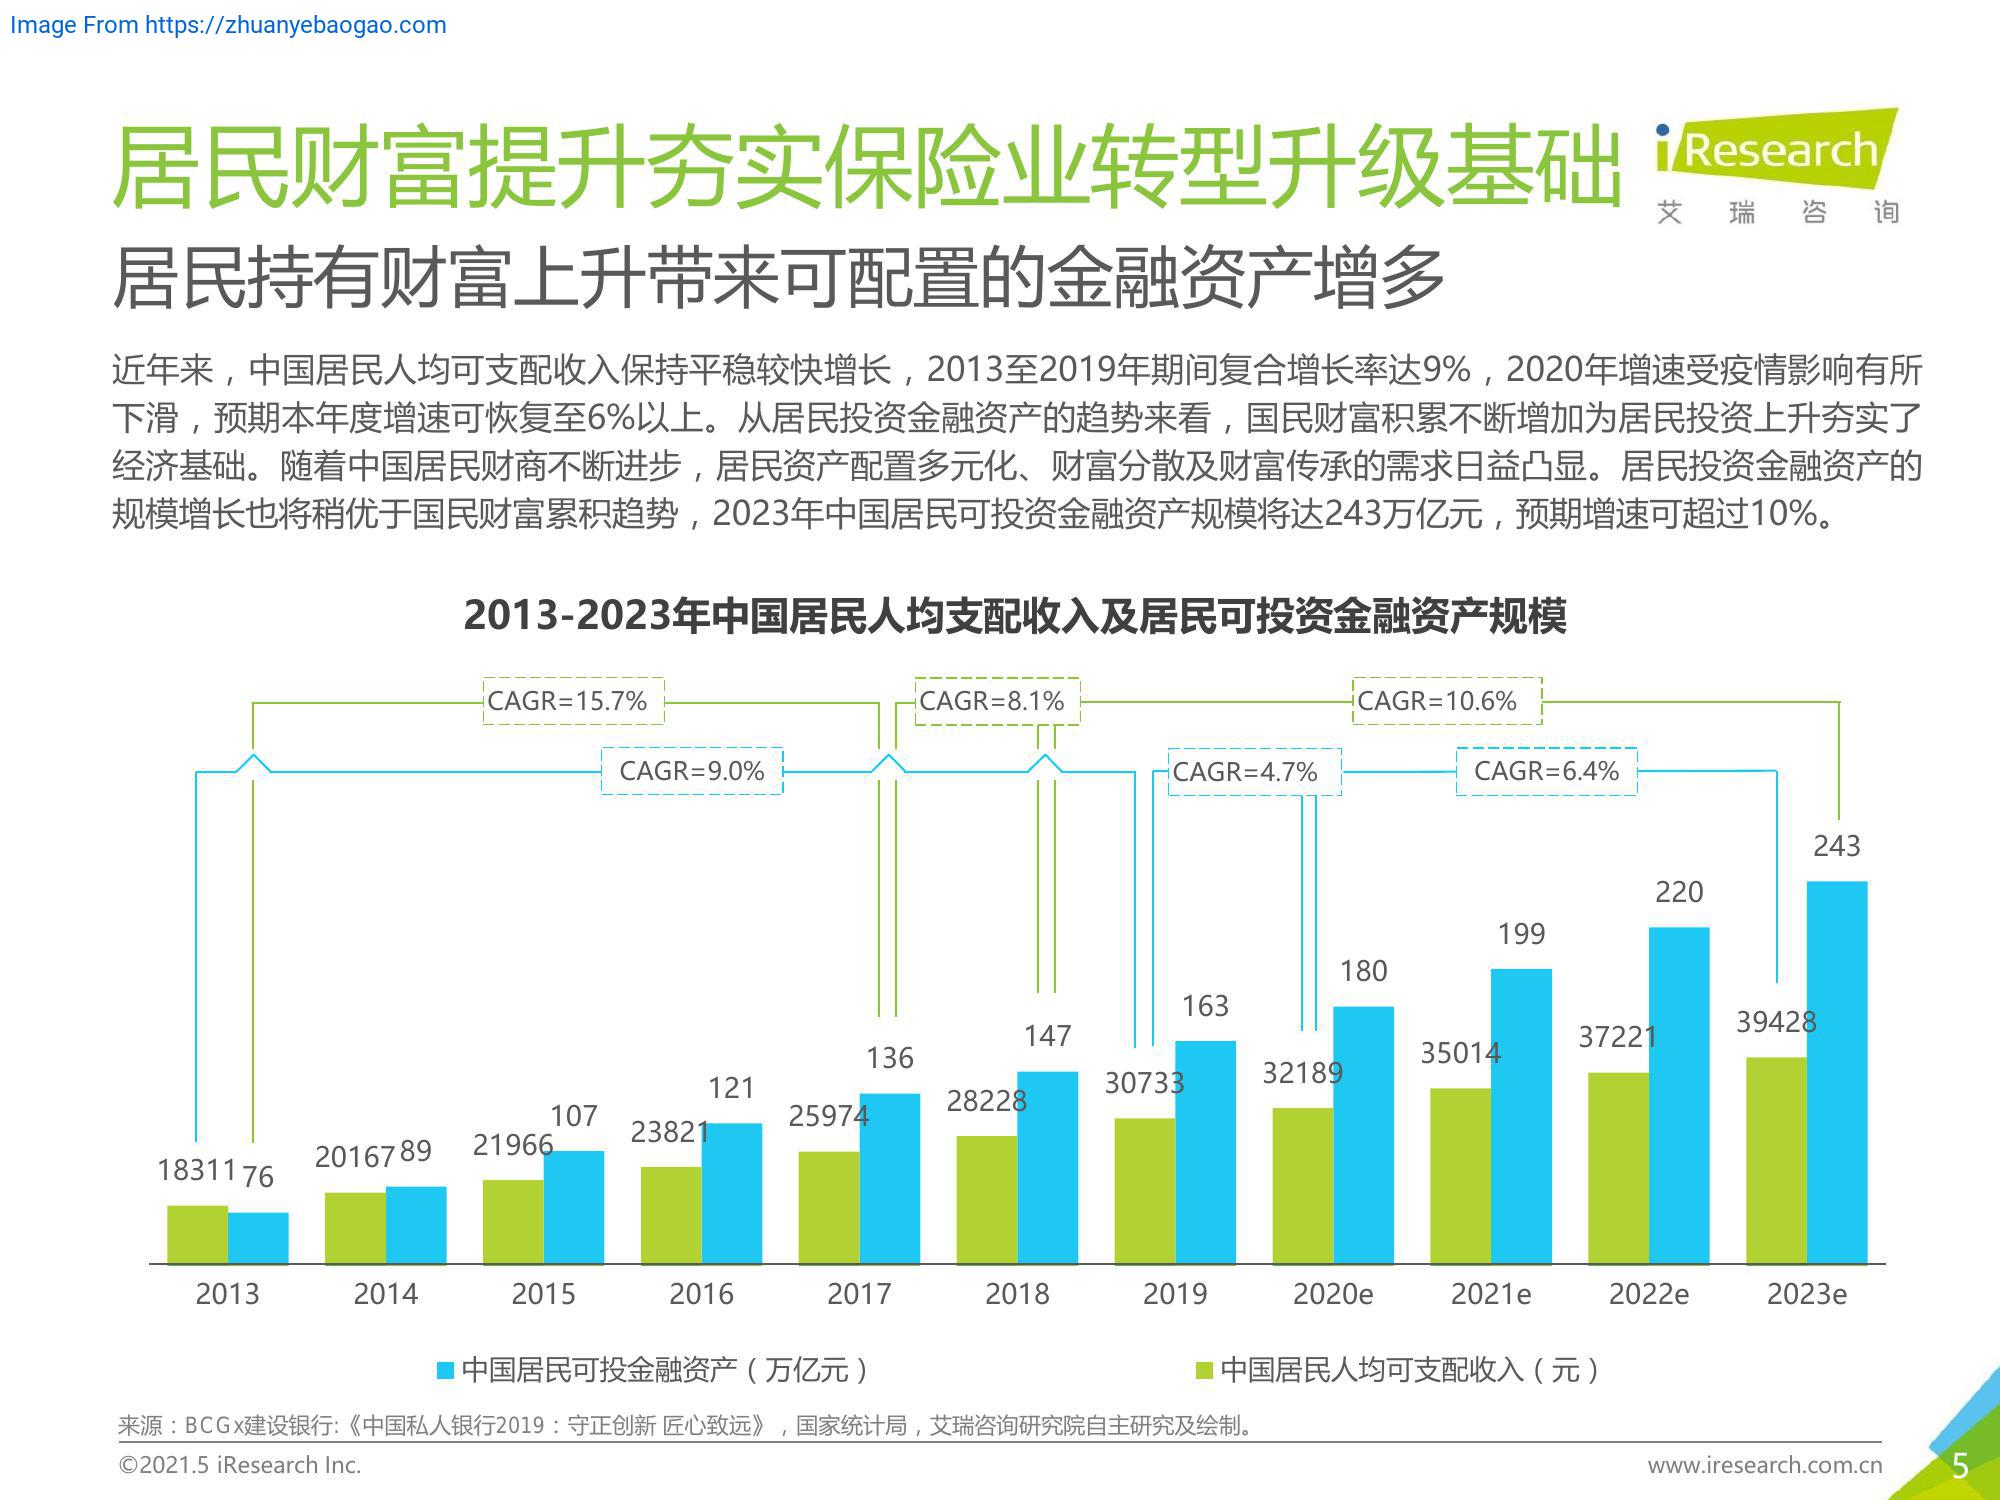 Image From https://zhuanyebaogao.com
居民财富提升夯实保险业转型升级基础
iResearch
艾瑞咨询
居民持有财富上升带来可配置的金融资产增多
近年来，中国居民人均可支配收入保持平稳较快增长，2013至2019年期间复合增长率达9%，2020年增速受疫情影响有所
下滑，预期本年度增速可恢复至6%以上。从居民投资金融资产的趋势来看，国民财富积累不断增加为居民投资上升夯实了
经济基础。随着中国居民财商不断进步，居民资产配置多元化、财富分散及财富传承的需求日益凸显。居民投资金融资产的
规模增长也将稍优于国民财富累积趋势，2023年中国居民可投资金融资产规模将达243万亿元，预期增速可超过10%。
2013-2023年中国居民人均支配收入及居民可投资金融资产规模
CAGR=15.7% CAGR=8.1% CAGR=10.6%
CAGR=9.0% CAGR=4.7% CAGR=6.4%
243
220
199
180
163
147
136
121
107
89
76
18311 20167 21966 23821 25974 28228 30733 32189 35014 37221 39428
2013 2014 2015 2016 2017 2018 2019 2020e 2021e 2022e 2023e
中国居民可投金融资产（万亿元） 中国居民人均可支配收入（元）
来源：BCGx建设银行:《中国私人银行2019：守正创新 匠心致远》，国家统计局，艾瑞咨询研究院自主研究及绘制。
©2021.5 iResearch Inc. www.iresearch.com.cn 5